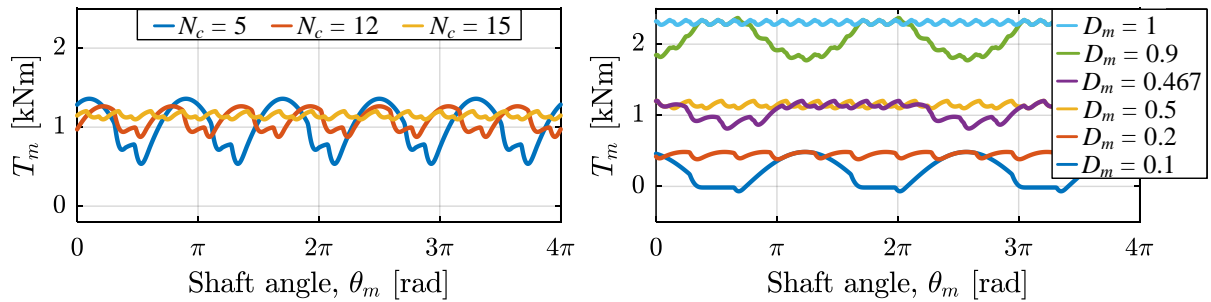 N_c = 5 N_c = 12 N_c = 15
2
1
0
T_m [kNm]
0 π 2π 3π 4π
Shaft angle, θ_m [rad]
D_m = 1
D_m = 0.9
D_m = 0.467
D_m = 0.5
D_m = 0.2
D_m = 0.1
2
1
0
T_m [kNm]
0 π 2π 3π 4π
Shaft angle, θ_m [rad]